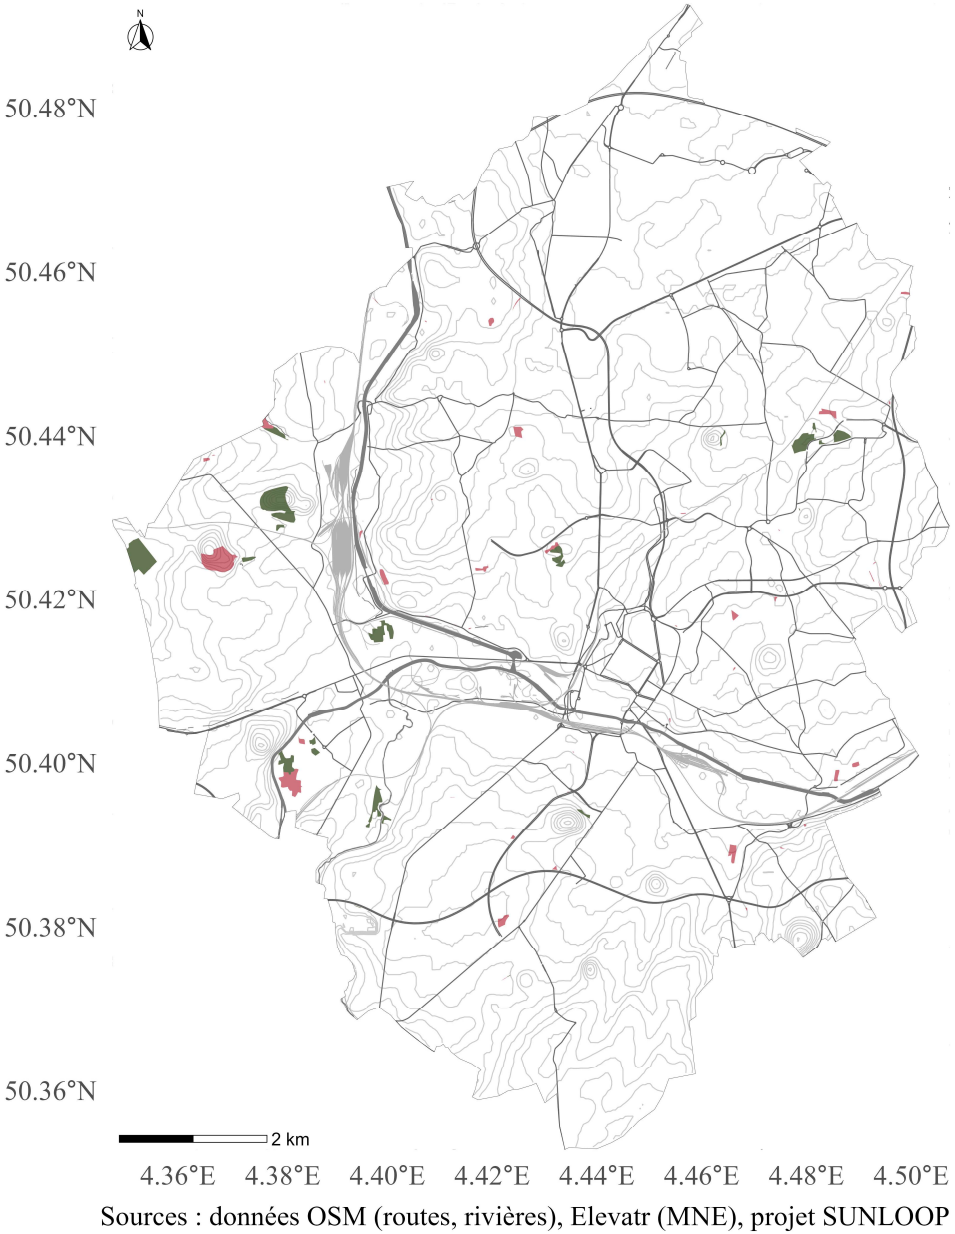 N
50.48°N
50.46°N
50.44°N
50.42°N
50.40°N
50.38°N
50.36°N
2 km
4.36°E 4.38°E 4.40°E 4.42°E 4.44°E 4.46°E 4.48°E 4.50°E
Sources : données OSM (routes, rivières), Elevatr (MNE), projet SUNLOOP